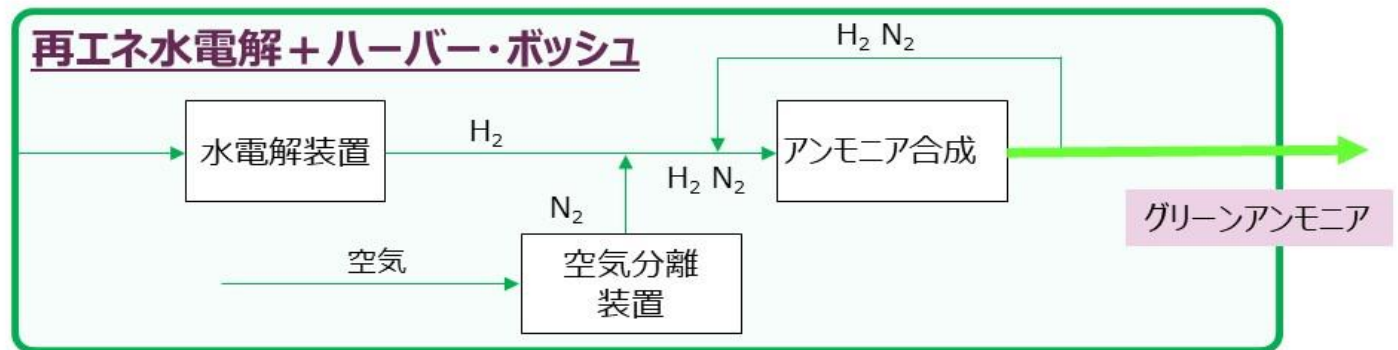 再エネ水電解＋ハーバー・ボッシュ
H₂ N₂
水電解装置
H₂
アンモニア合成
H₂ N₂
N₂
グリーンアンモニア
空気
空気分離
装置